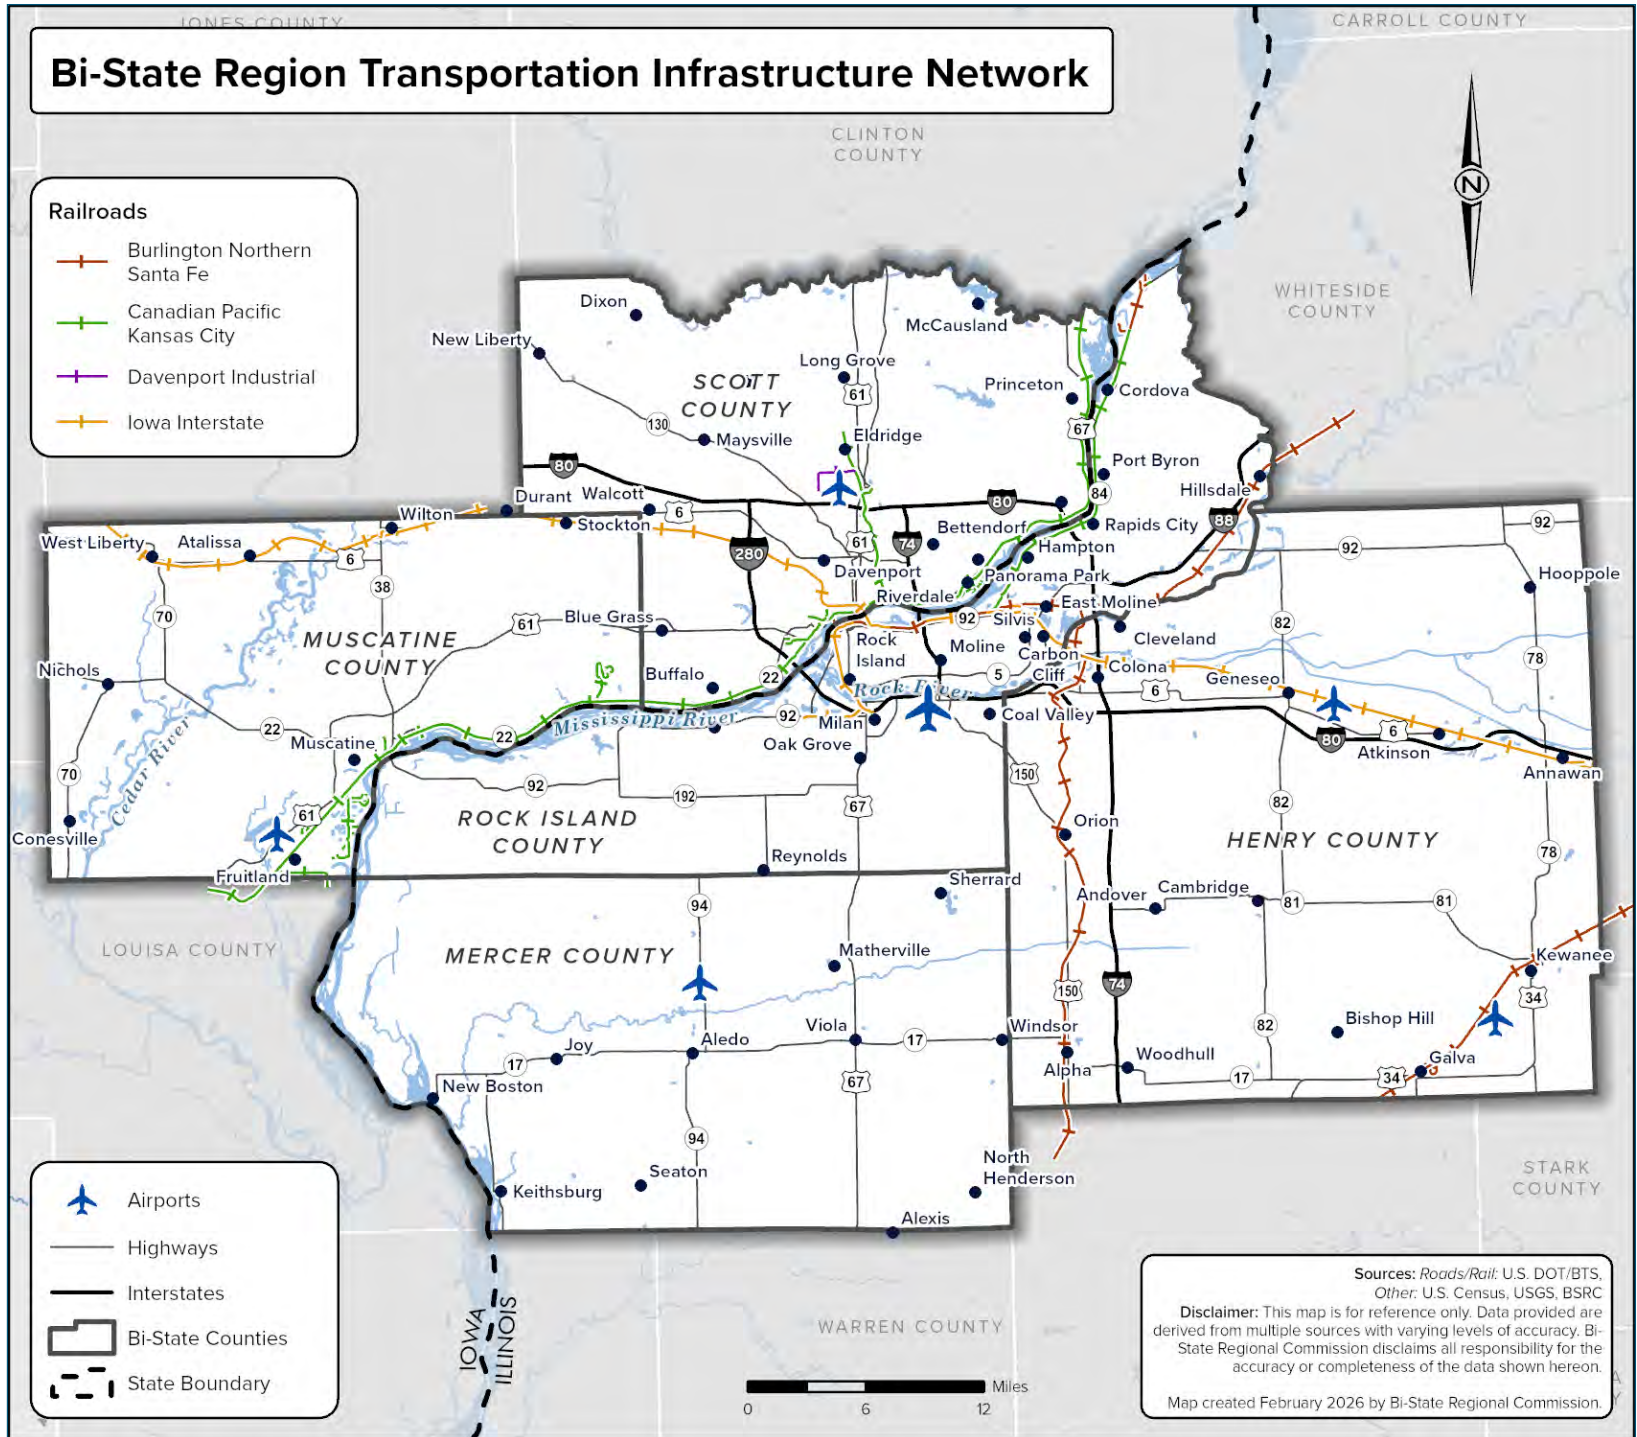 JONES COUNTY
CARROLL COUNTY
Bi-State Region Transportation Infrastructure Network
CLINTON
COUNTY
N
Railroads
Burlington Northern
Santa Fe
Canadian Pacific
Kansas City
Davenport Industrial
Iowa Interstate
WHITESIDE
COUNTY
Dixon
McCausland
New Liberty
Long Grove
SCOTT
COUNTY
Princeton
Cordova
61
130
67
Maysville
Eldridge
Port Byron
80
80
84
Hillsdale
Durant
Walcott
6
Wilton
Stockton
Bettendorf
Rapids City
88
92
West Liberty
Atalissa
6
280
61
74
Hampton
92
Davenport
Panorama Park
Hooppole
38
Riverdale
East Moline
70
61
Blue Grass
92
Silvis
82
MUSCATINE
COUNTY
Rock
Island
Moline
Carbon
Cliff
Cleveland
Colona
78
Nichols
Buffalo
22
5
6
Geneseo
Rock River
22
22
Mississippi River
92
Milan
Coal Valley
80
6
Muscatine
Oak Grove
Atkinson
Annawan
70
Cedar River
92
192
150
61
67
82
Conesville
ROCK ISLAND
COUNTY
Orion
HENRY COUNTY
78
Reynolds
Fruitland
Sherrard
94
Andover
Cambridge
81
81
LOUISA COUNTY
MERCER COUNTY
Matherville
Kewanee
150
74
34
Viola
17
Windsor
82
Bishop Hill
Joy
Aledo
17
Woodhull
Galva
New Boston
67
Alpha
17
34
94
North
Henderson
Seaton
Keithsburg
Alexis
STARK
COUNTY
Airports
Highways
Interstates
Bi-State Counties
State Boundary
IOWA
ILLINOIS
WARREN COUNTY
Miles
0 6 12
Sources: Roads/Rail: U.S. DOT/BTS,
Other: U.S. Census, USGS, BSRC
Disclaimer: This map is for reference only. Data provided are
derived from multiple sources with varying levels of accuracy. Bi-
State Regional Commission disclaims all responsibility for the
accuracy or completeness of the data shown hereon.
Map created February 2026 by Bi-State Regional Commission.